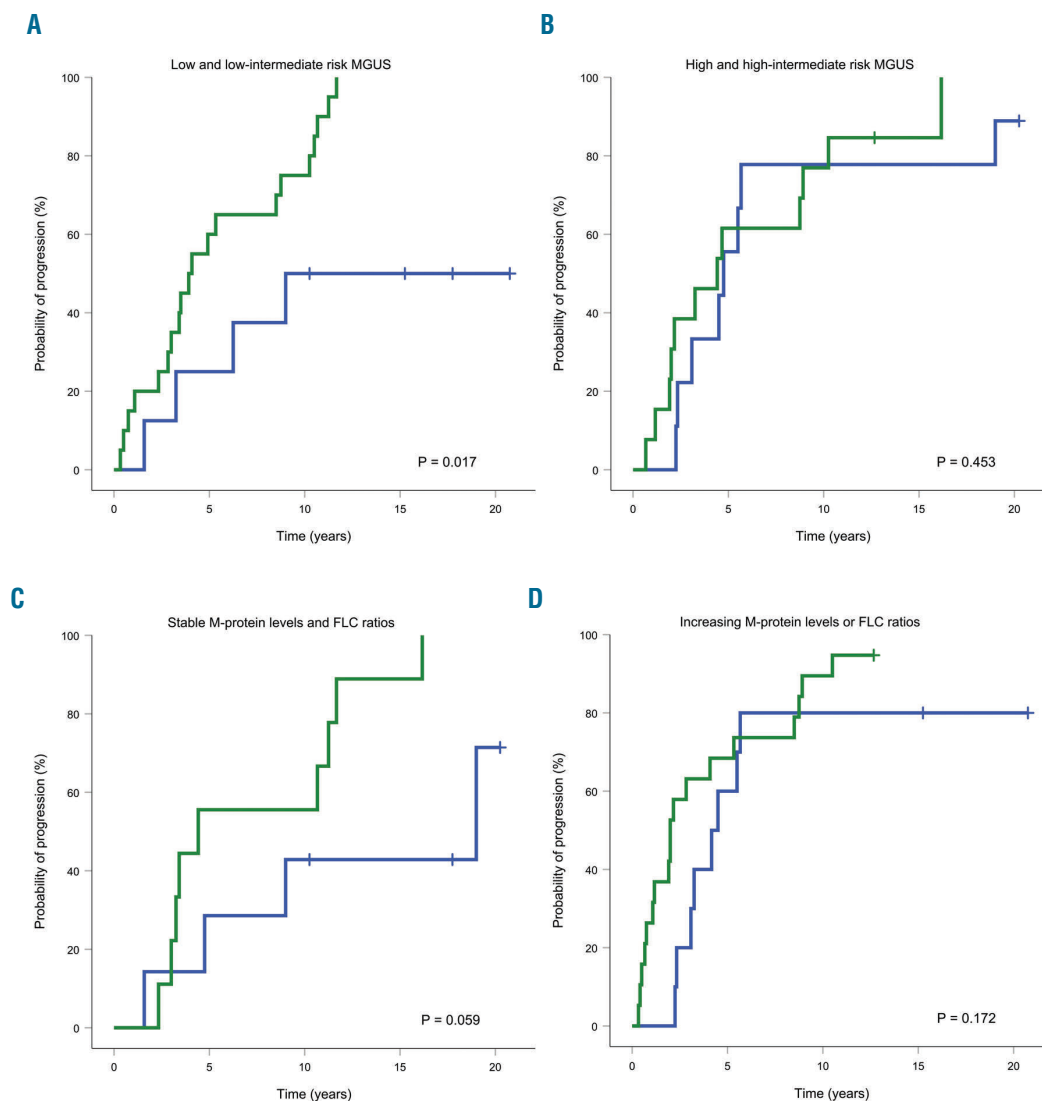 A
Low and low-intermediate risk MGUS
Probability of progression (%)
100
80
60
40
20
0
P = 0.017
0 5 10 15 20
Time (years)
B
High and high-intermediate risk MGUS
Probability of progression (%)
100
80
60
40
20
0
P = 0.453
0 5 10 15 20
Time (years)
C
Stable M-protein levels and FLC ratios
Probability of progression (%)
100
80
60
40
20
0
P = 0.059
0 5 10 15 20
Time (years)
D
Increasing M-protein levels or FLC ratios
Probability of progression (%)
100
80
60
40
20
0
P = 0.172
0 5 10 15 20
Time (years)